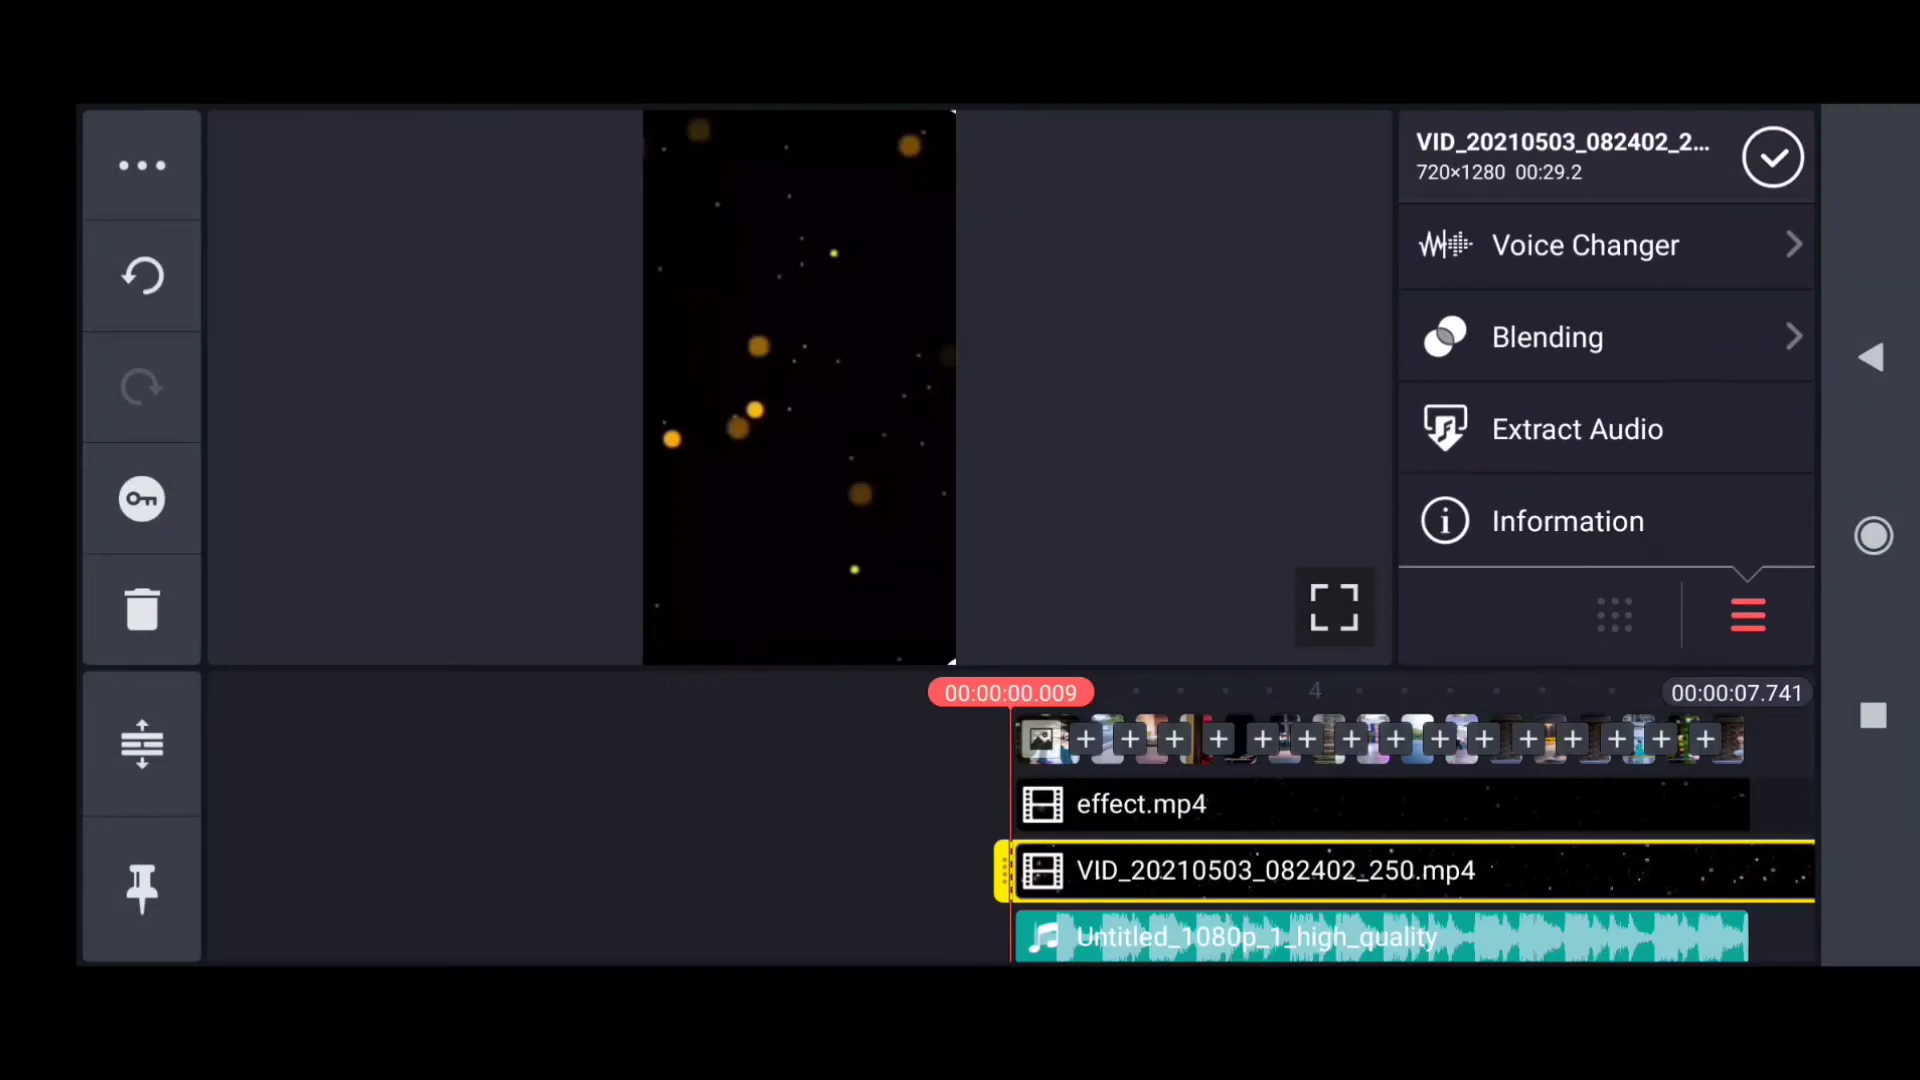 VID_20210503_082402_2...
720×1280 00:29.2
Voice Changer
Blending
Extract Audio
Information
00:00:00.009
4
00:00:07.741
effect.mp4
VID_20210503_082402_250.mp4
Untitled_1080p_1_high_quality